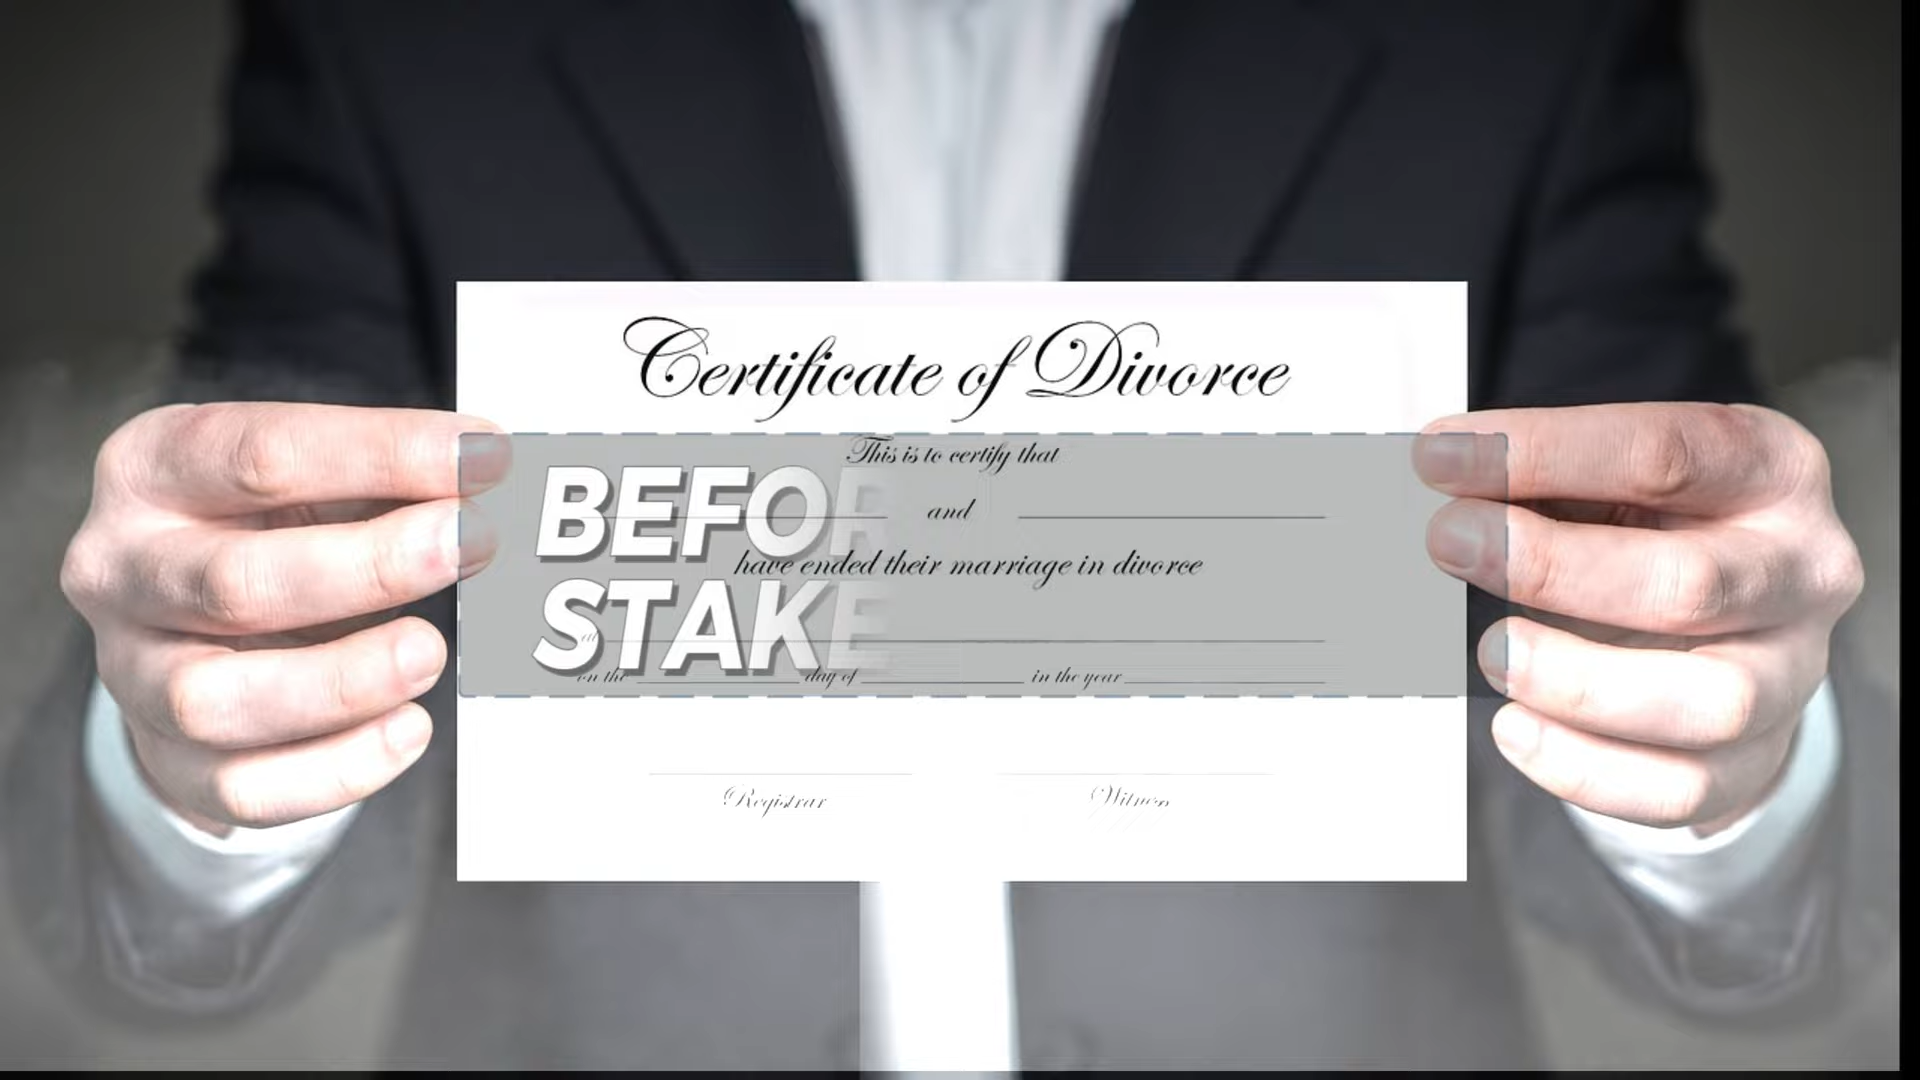 Certificate of Divorce
This is to certify that
BEFOR
and
have ended their marriage in divorce
STAKE
at
on the day of in the year
Registrar Witness